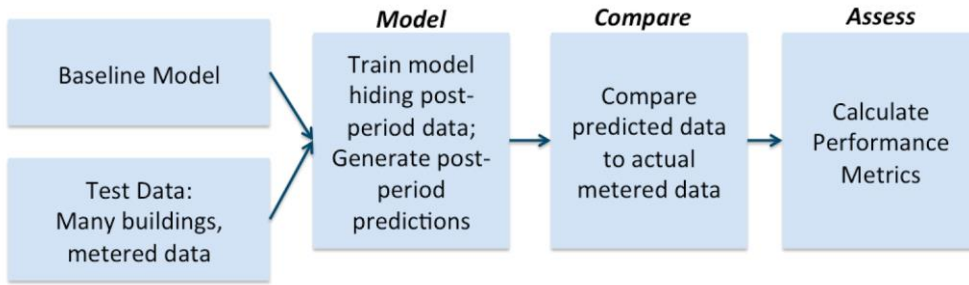 Model
Compare
Assess
Baseline Model
Test Data:
Many buildings,
metered data
Train model
hiding post-
period data;
Generate post-
period
predictions
Compare
predicted data
to actual
metered data
Calculate
Performance
Metrics